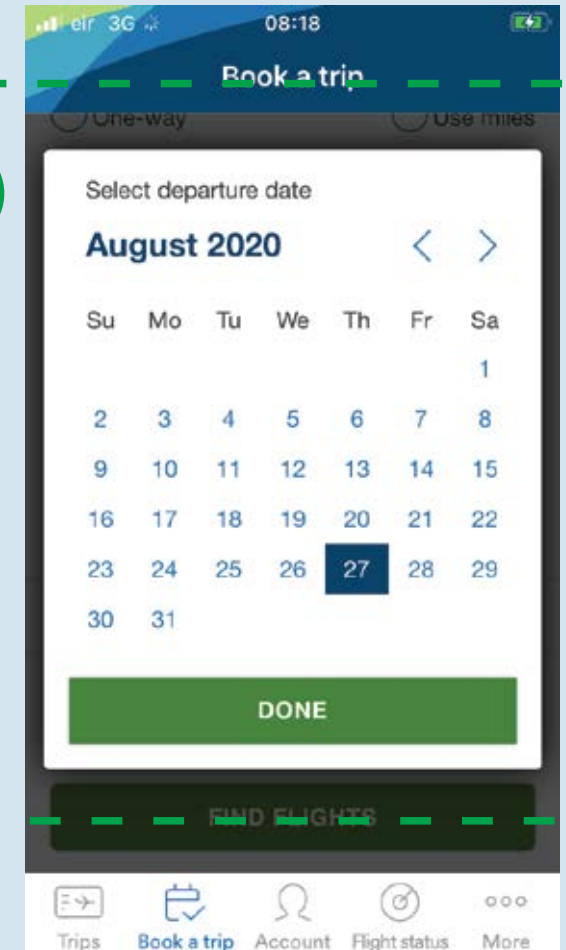 eir 3G 08:18
Book a trip
One-way Use miles
Select departure date
August 2020
Su Mo Tu We Th Fr Sa
1
2 3 4 5 6 7 8
9 10 11 12 13 14 15
16 17 18 19 20 21 22
23 24 25 26 27 28 29
30 31
DONE
FIND FLIGHTS
Trips Book a trip Account Flight status More